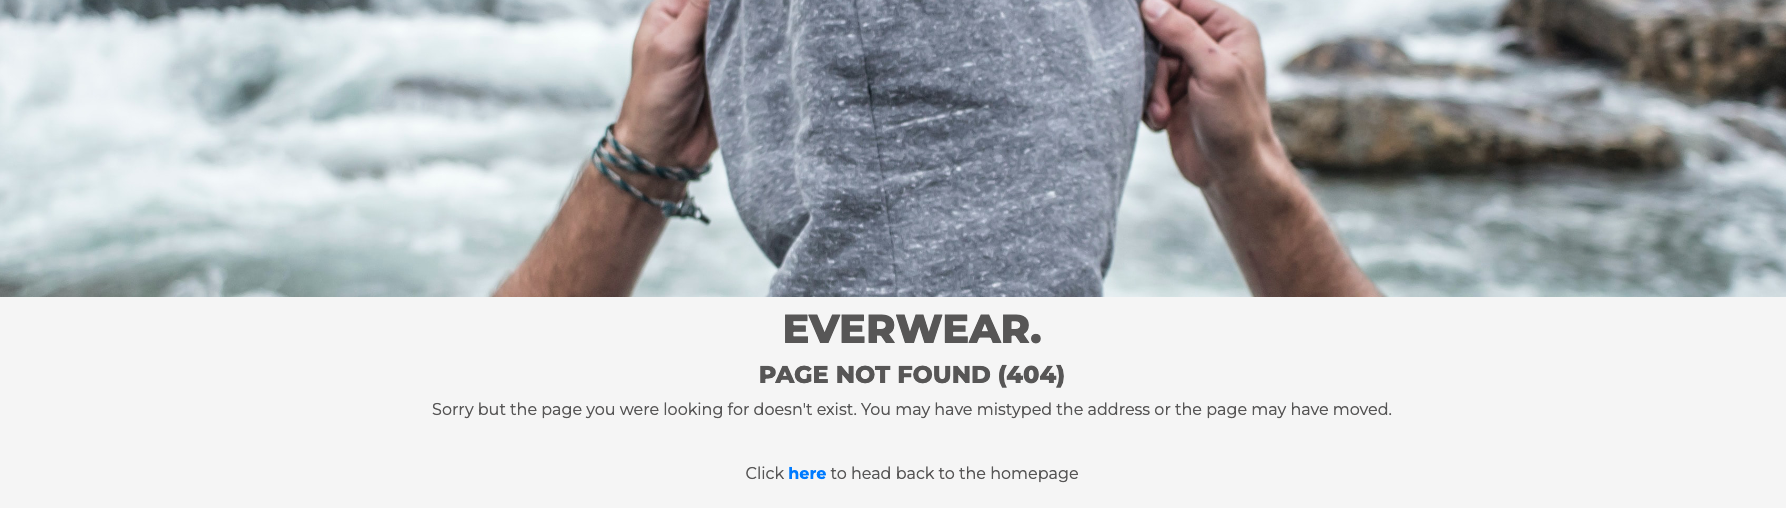 EVERWEAR.
PAGE NOT FOUND (404)
Sorry but the page you were looking for doesn't exist. You may have mistyped the address or the page may have moved.
Click here to head back to the homepage